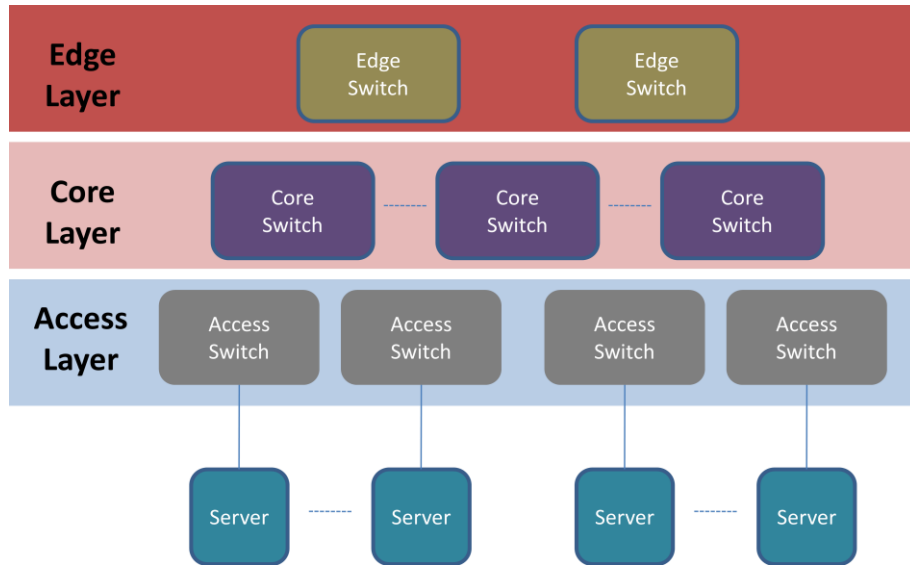 Edge
Layer
Edge
Switch
Edge
Switch
Core
Layer
Core
Switch
Core
Switch
Core
Switch
Access
Layer
Access
Switch
Access
Switch
Access
Switch
Access
Switch
Server
Server
Server
Server